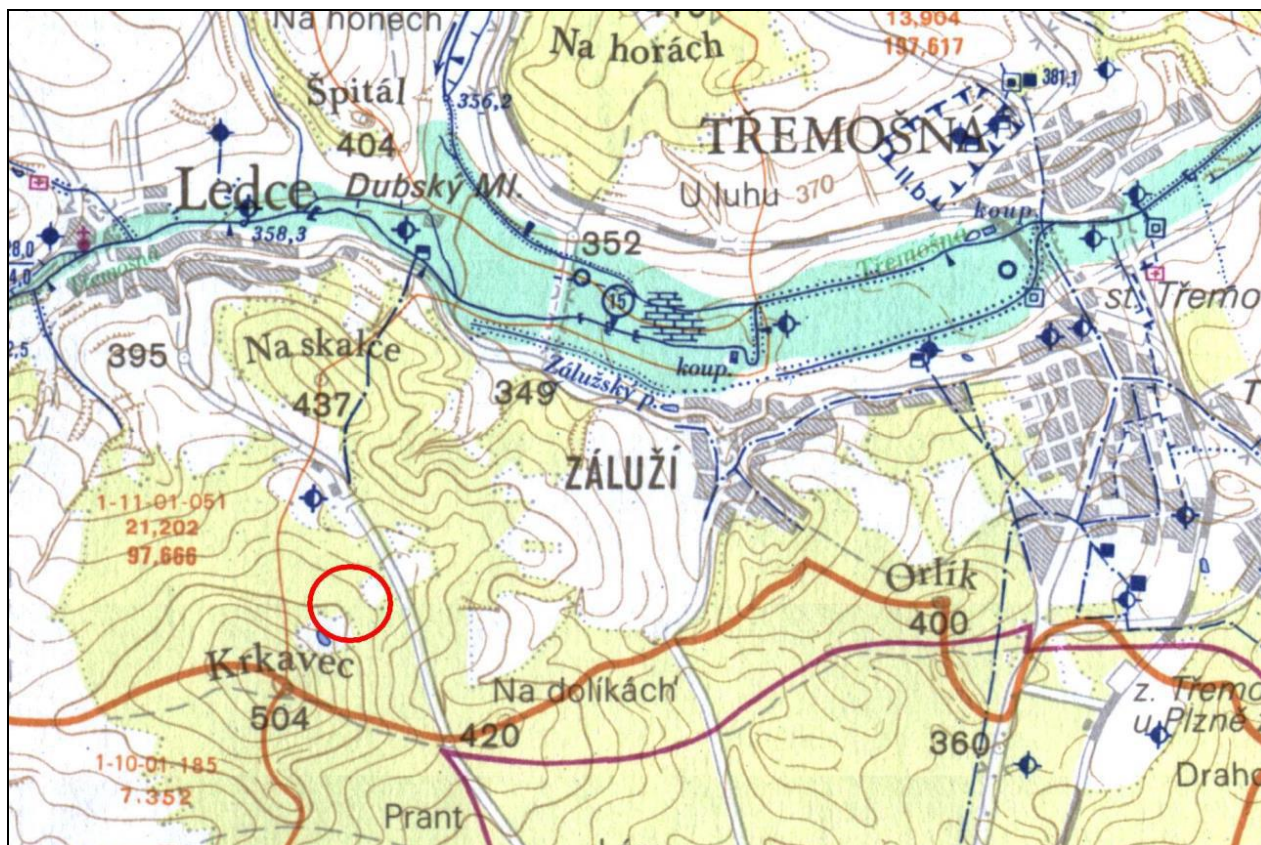 Na honech
13,904
197,617
Na horách
Špitál
356,2
381,1
404
TŘEMOŠNÁ
Ledce
Dubský Ml.
U luhu
370
II.b
koup.
358,3
352
Třemošná
Třemošná
15
st. Třemo
395
Na skalce
koup.
Zálužský p.
437
349
ZÁLUŽÍ
1-11-01-051
21,202
97,666
Orlík
400
Krkavec
504
Na dolíkách
420
z. Třemo
u Plzně
360
1-10-01-185
7,352
Draho
Prant